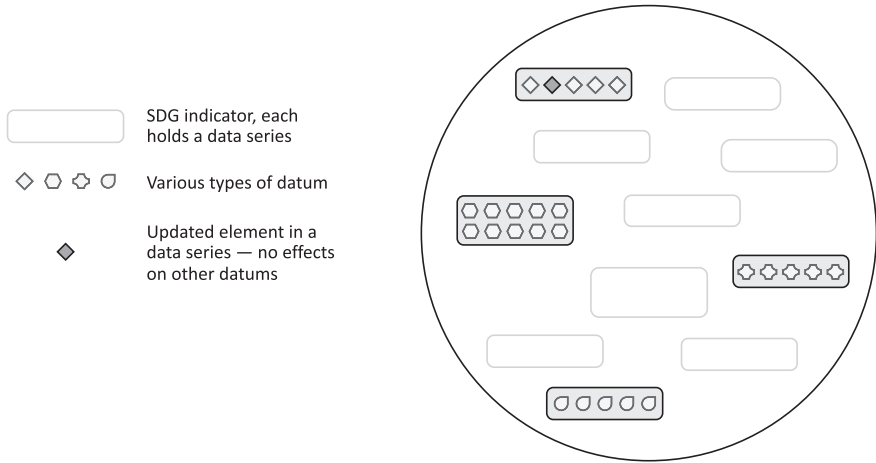 SDG indicator, each
holds a data series
Various types of datum
Updated element in a
data series — no effects
on other datums